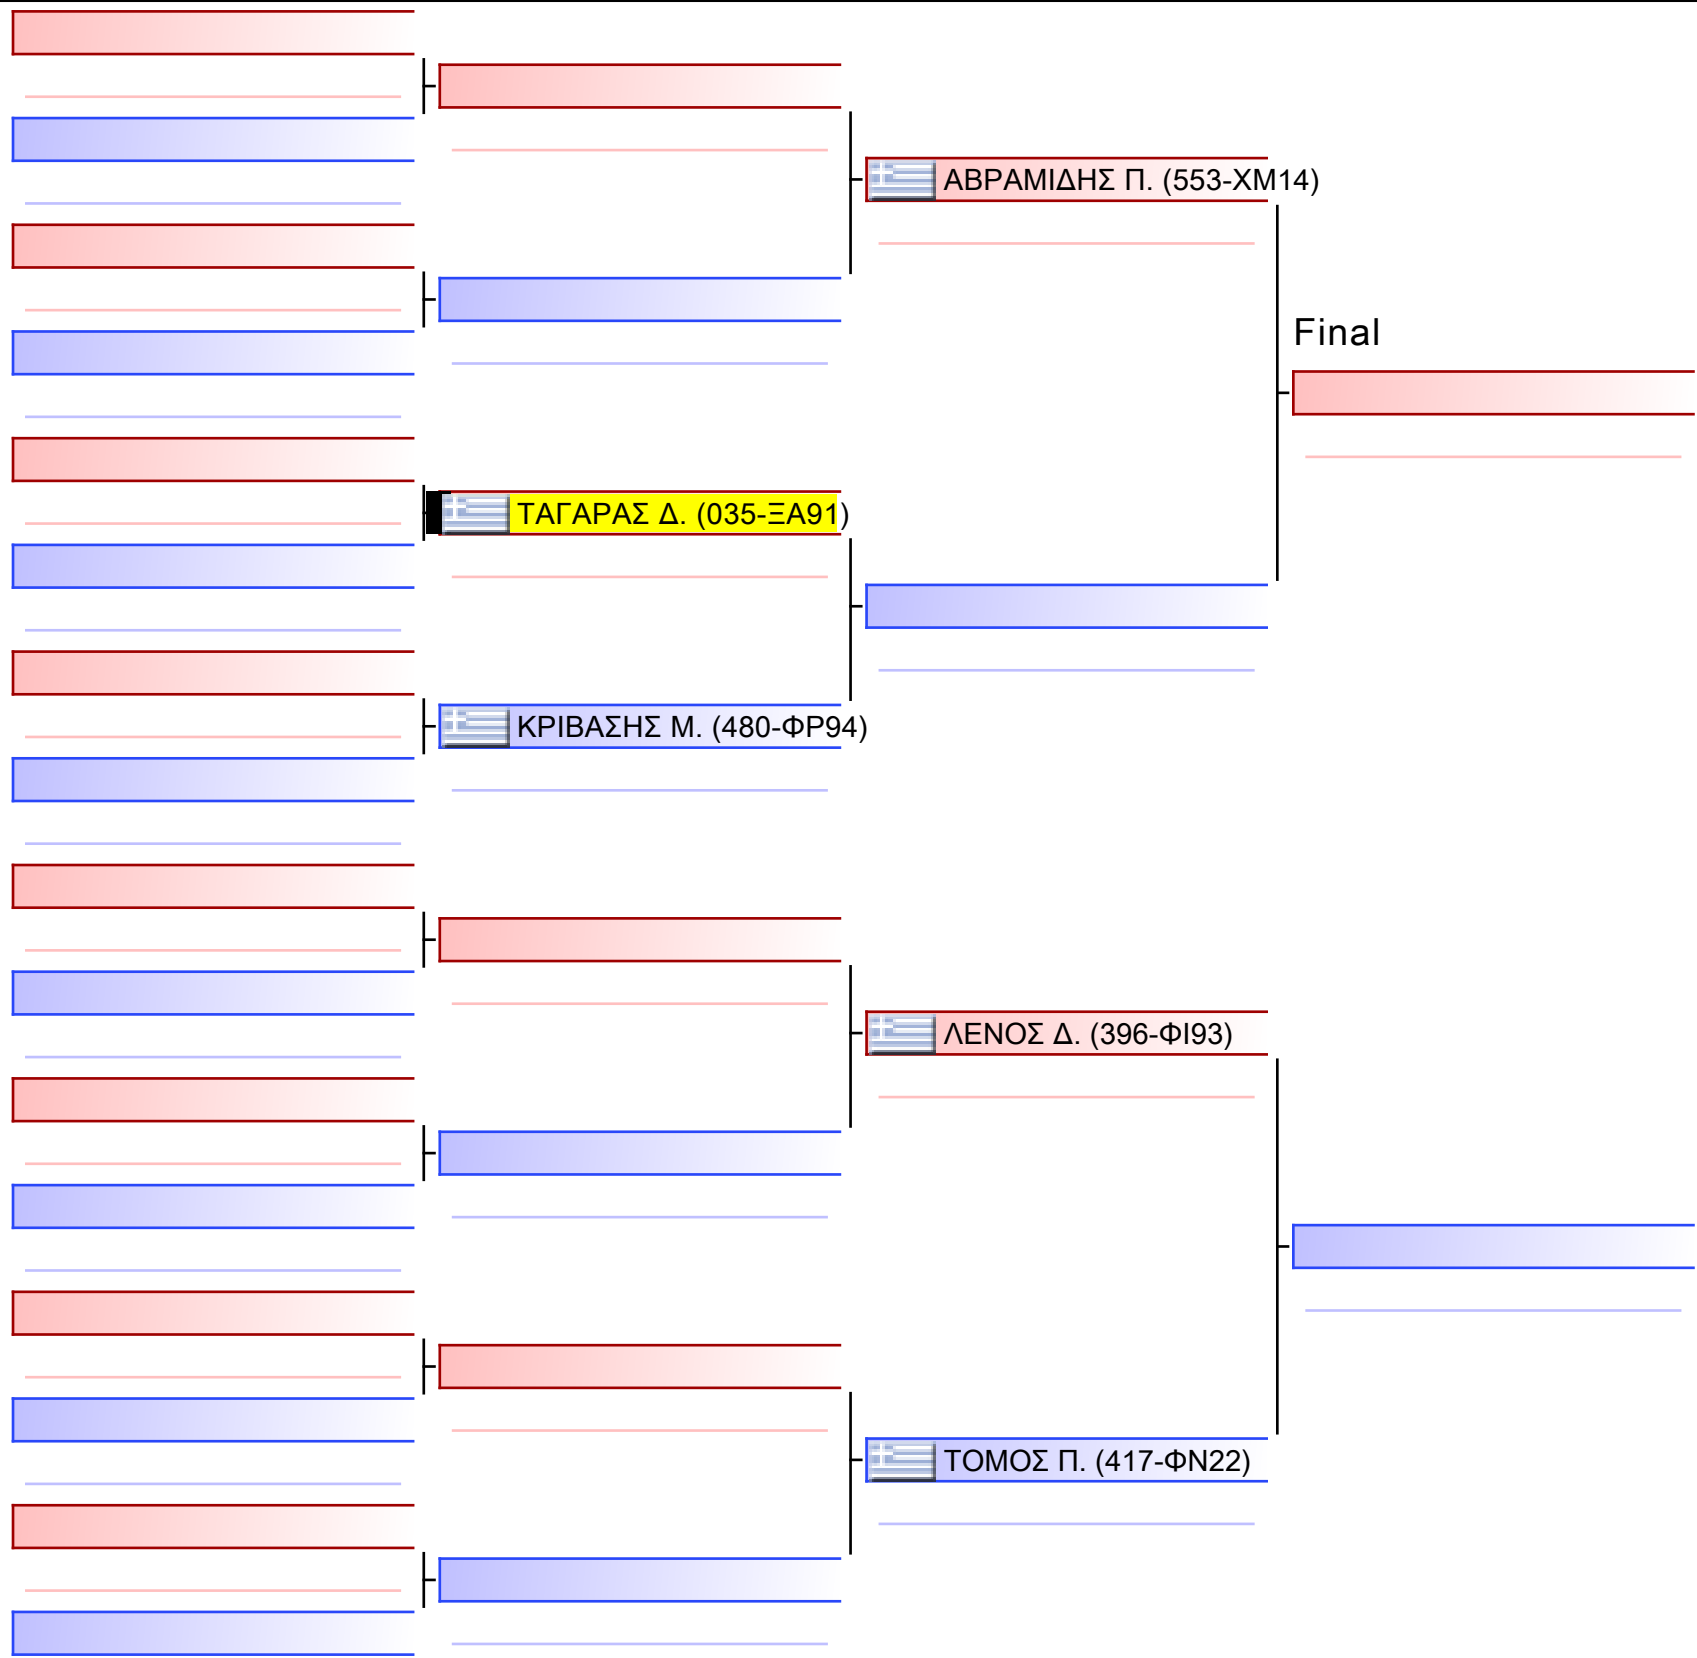 ΑΒΡΑΜΙΔΗΣ Π. (553-ΧΜ14)
Final
ΤΑΓΑΡΑΣ Δ. (035-ΞΑ91)
ΚΡΙΒΑΣΗΣ Μ. (480-ΦΡ94)
ΛΕΝΟΣ Δ. (396-ΦΙ93)
ΤΟΜΟΣ Π. (417-ΦΝ22)